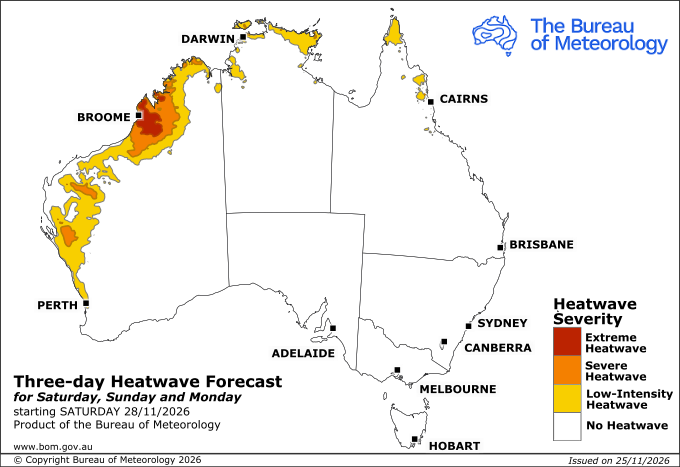 The Bureau
of Meteorology
DARWIN
CAIRNS
BROOME
BRISBANE
PERTH
SYDNEY
CANBERRA
ADELAIDE
MELBOURNE
HOBART
Heatwave
Severity
Extreme
Heatwave
Severe
Heatwave
Low-Intensity
Heatwave
No Heatwave
Three-day Heatwave Forecast
for Saturday, Sunday and Monday
starting SATURDAY 28/11/2026
Product of the Bureau of Meteorology
www.bom.gov.au
© Copyright Bureau of Meteorology 2026
Issued on 25/11/2026